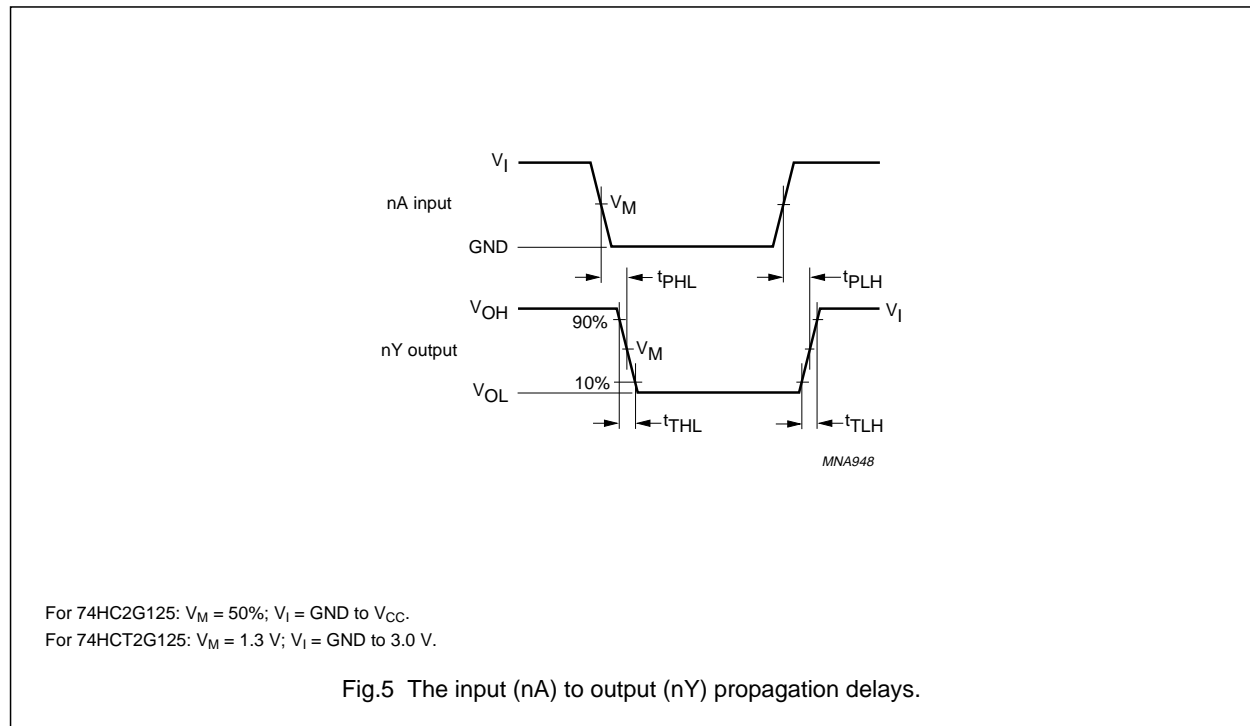 V_I
nA input
V_M
GND
t_PHL
t_PLH
V_OH
V_I
90%
nY output
V_M
10%
V_OL
t_THL
t_TLH
MNA948
For 74HC2G125: V_M = 50%; V_I = GND to V_CC.
For 74HCT2G125: V_M = 1.3 V; V_I = GND to 3.0 V.
Fig.5 The input (nA) to output (nY) propagation delays.